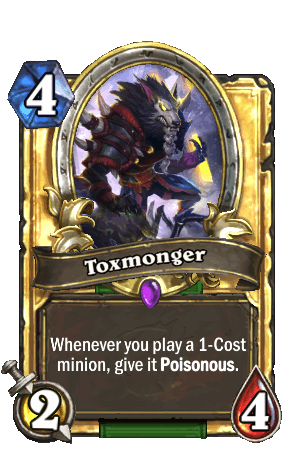 4
Toxmonger
Whenever you play a 1-Cost
minion, give it Poisonous.
2
4